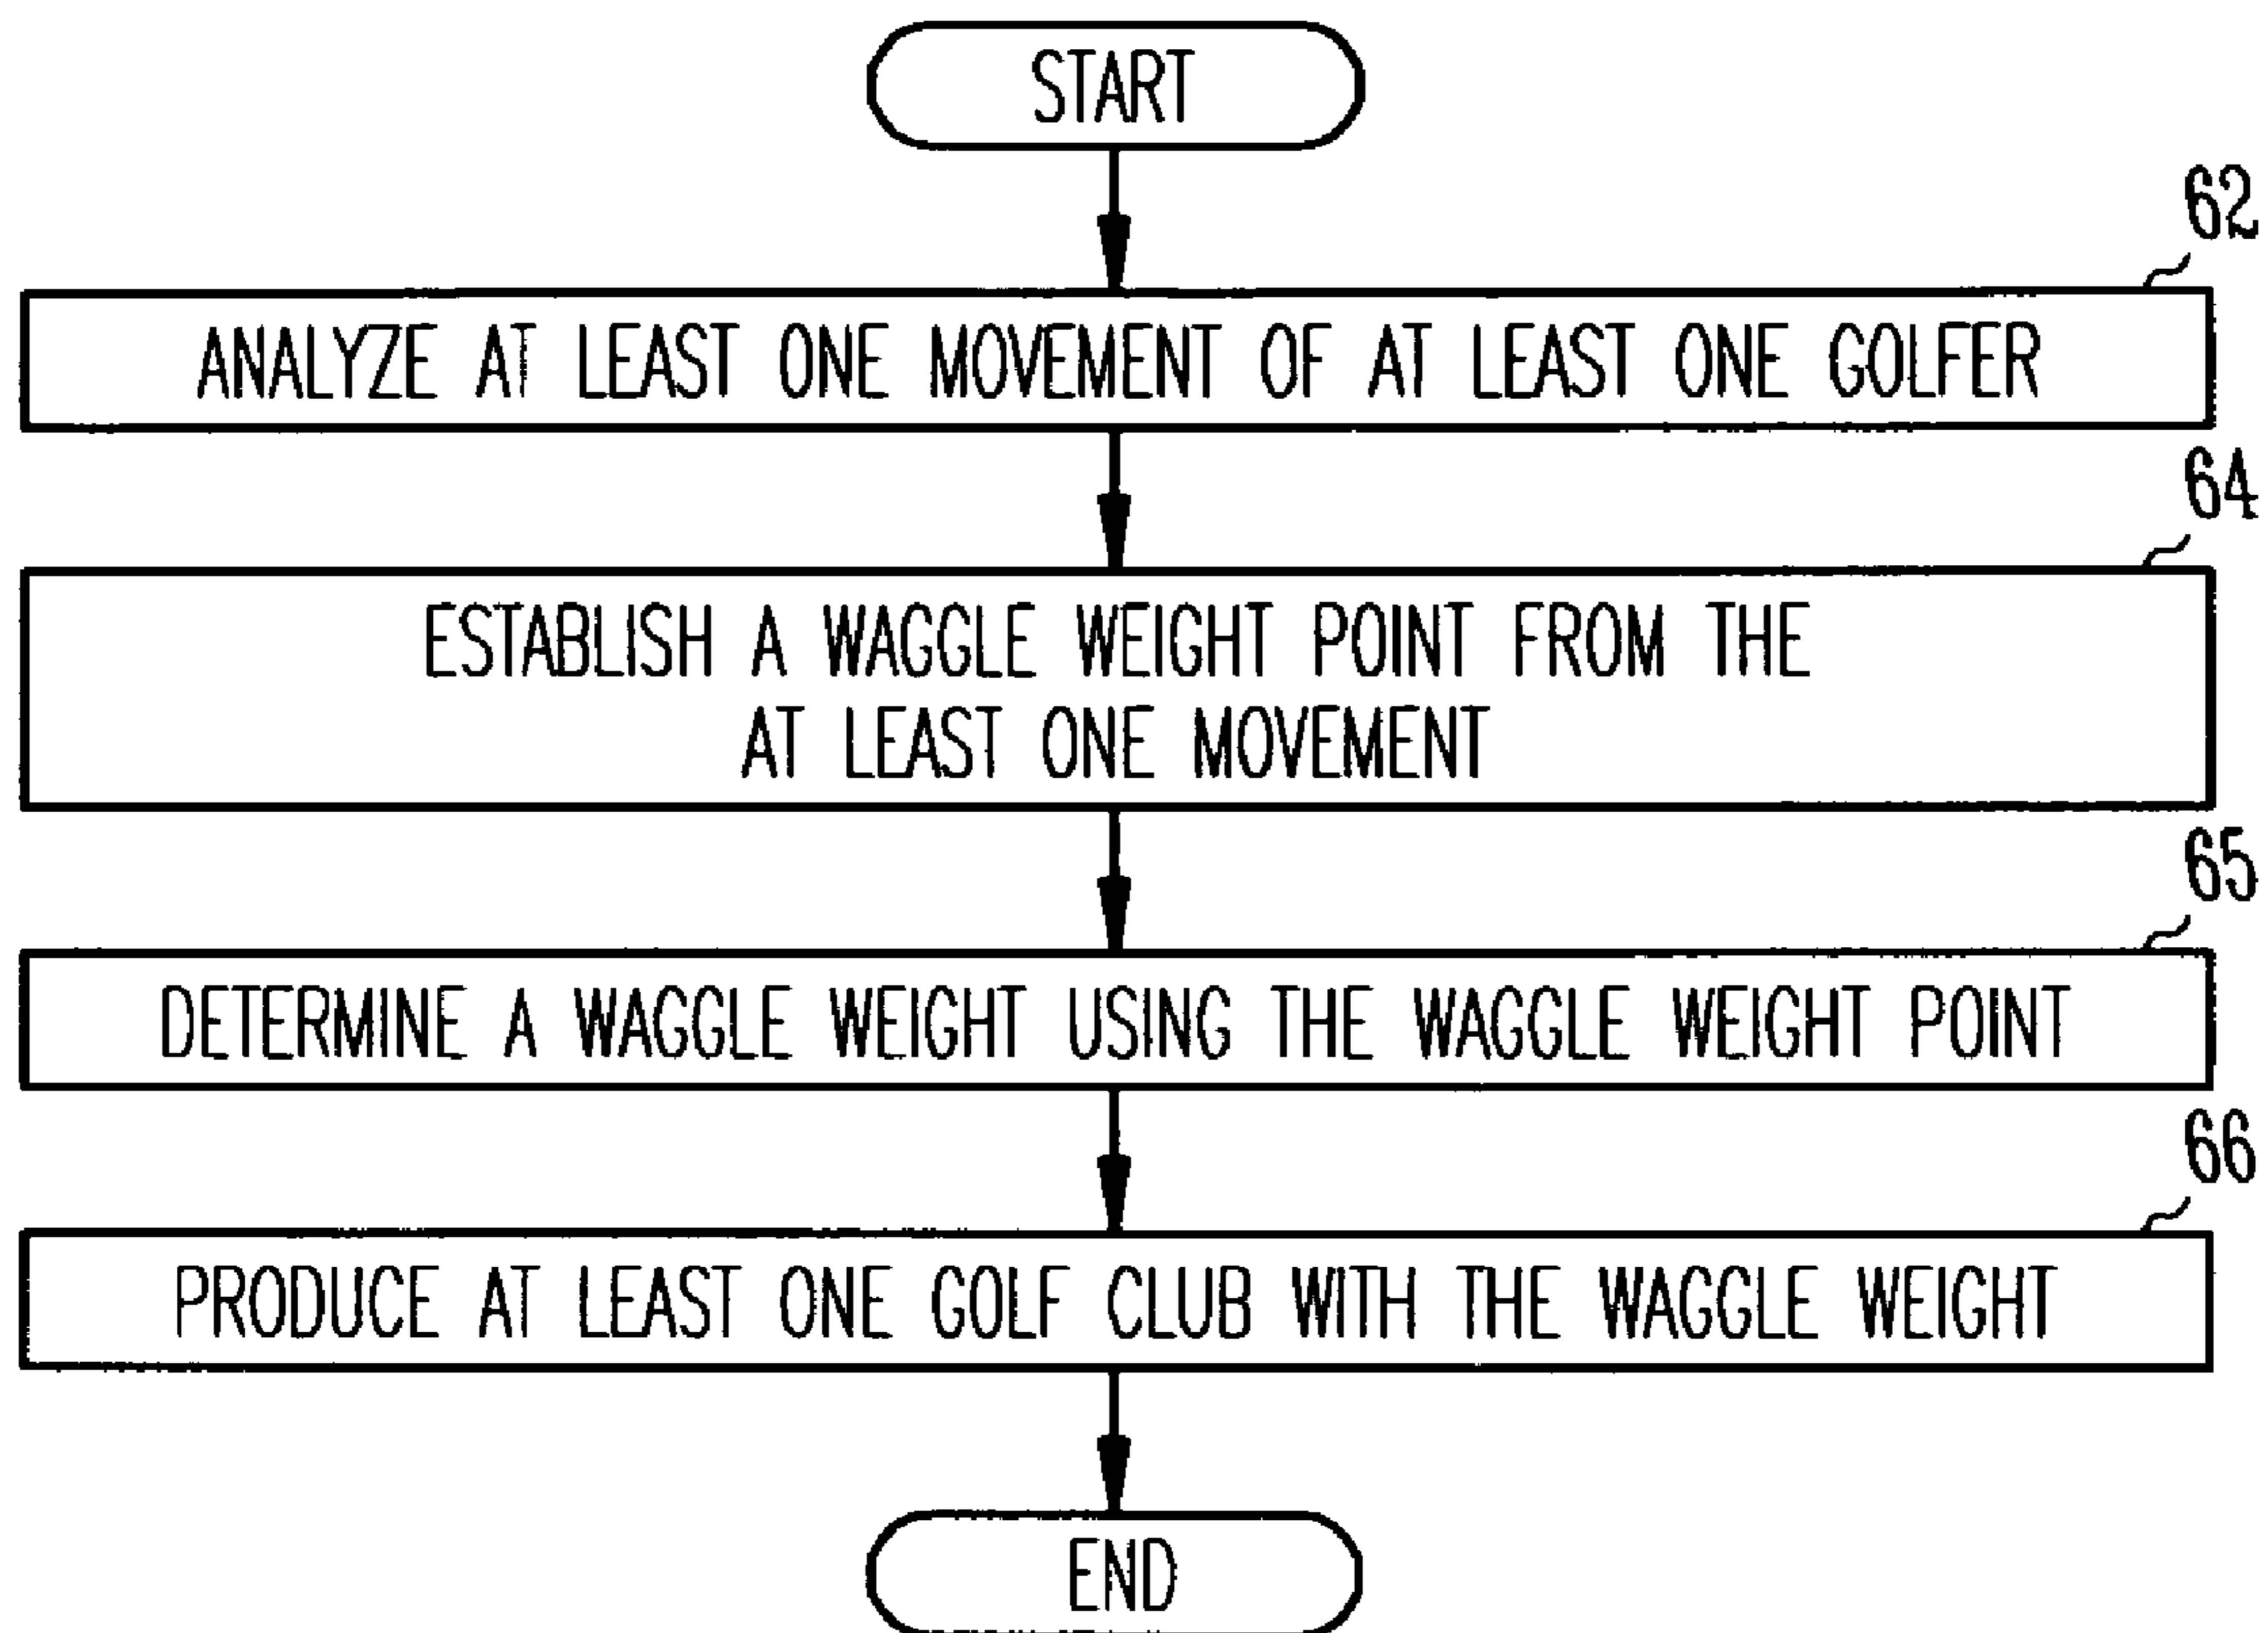 START
62
ANALYZE AT LEAST ONE MOVEMENT OF AT LEAST ONE GOLFER
64
ESTABLISH A WAGGLE WEIGHT POINT FROM THE
AT LEAST ONE MOVEMENT
65
DETERMINE A WAGGLE WEIGHT USING THE WAGGLE WEIGHT POINT
66
PRODUCE AT LEAST ONE GOLF CLUB WITH THE WAGGLE WEIGHT
END